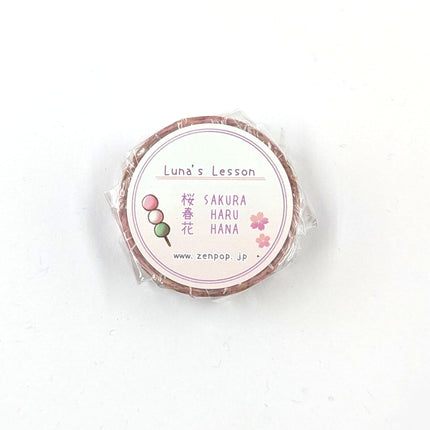 Luna's Lesson
桜 SAKURA
春 HARU
花 HANA
www.zenpop.jp